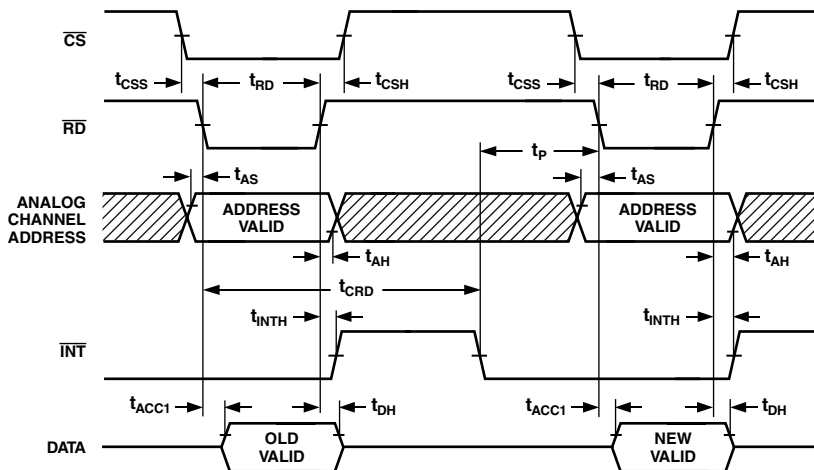 CS
tCSS tRD tCSH tCSS tRD tCSH
RD
tP
tAS tAS
ANALOG
CHANNEL
ADDRESS
ADDRESS
VALID
ADDRESS
VALID
tAH tAH
tCRD
tINTH tINTH
INT
tACC1 tDH tACC1 tDH
DATA
OLD
VALID
NEW
VALID